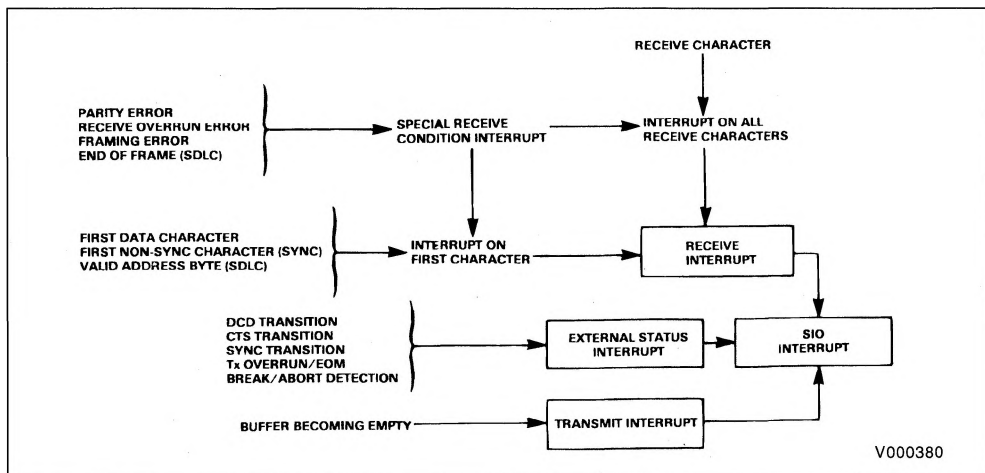 RECEIVE CHARACTER
PARITY ERROR
RECEIVE OVERRUN ERROR
FRAMING ERROR
END OF FRAME (SDLC)
SPECIAL RECEIVE
CONDITION INTERRUPT
INTERRUPT ON ALL
RECEIVE CHARACTERS
FIRST DATA CHARACTER
FIRST NON-SYNC CHARACTER (SYNC)
VALID ADDRESS BYTE (SDLC)
INTERRUPT ON
FIRST CHARACTER
RECEIVE
INTERRUPT
DCD TRANSITION
CTS TRANSITION
SYNC TRANSITION
Tx OVERRUN/EOM
BREAK/ABORT DETECTION
EXTERNAL STATUS
INTERRUPT
SIO
INTERRUPT
BUFFER BECOMING EMPTY
TRANSMIT INTERRUPT
V000380